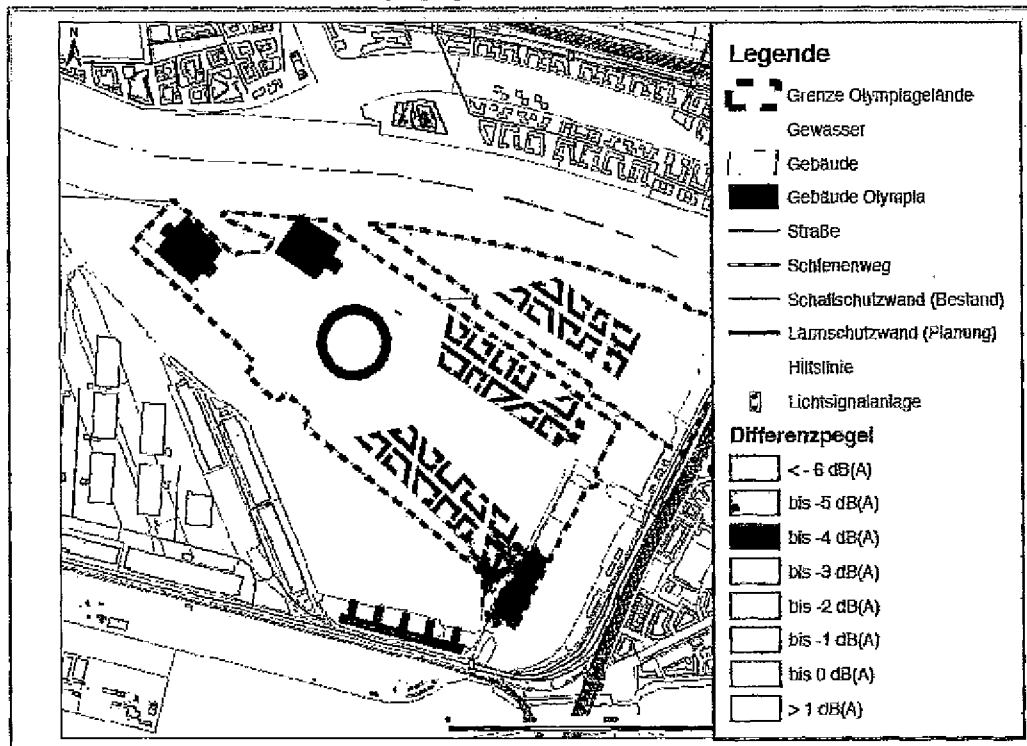 N
Legende
Grenze Olympiagelände
Gewässer
Gebäude
Gebäude Olympia
Straße
Schienenweg
Schallschutzwand (Bestand)
Lärmschutzwand (Planung)
Hilfslinie
Lichtsignalanlage
Differenzpegel
< - 6 dB(A)
bis -5 dB(A)
bis -4 dB(A)
bis -3 dB(A)
bis -2 dB(A)
bis -1 dB(A)
bis 0 dB(A)
> 1 dB(A)